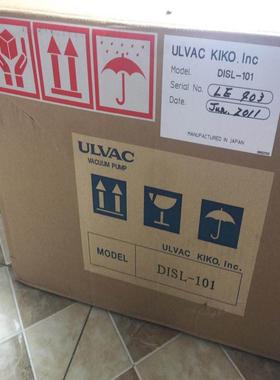 ULVAC KIKO. Inc
Model. DISL-101
Serial No. LE 403
Date. Jun. 2011
MANUFACTURED IN JAPAN
ULVAC
VACUUM PUMP
ULVAC KIKO. Inc.
MODEL DISL-101